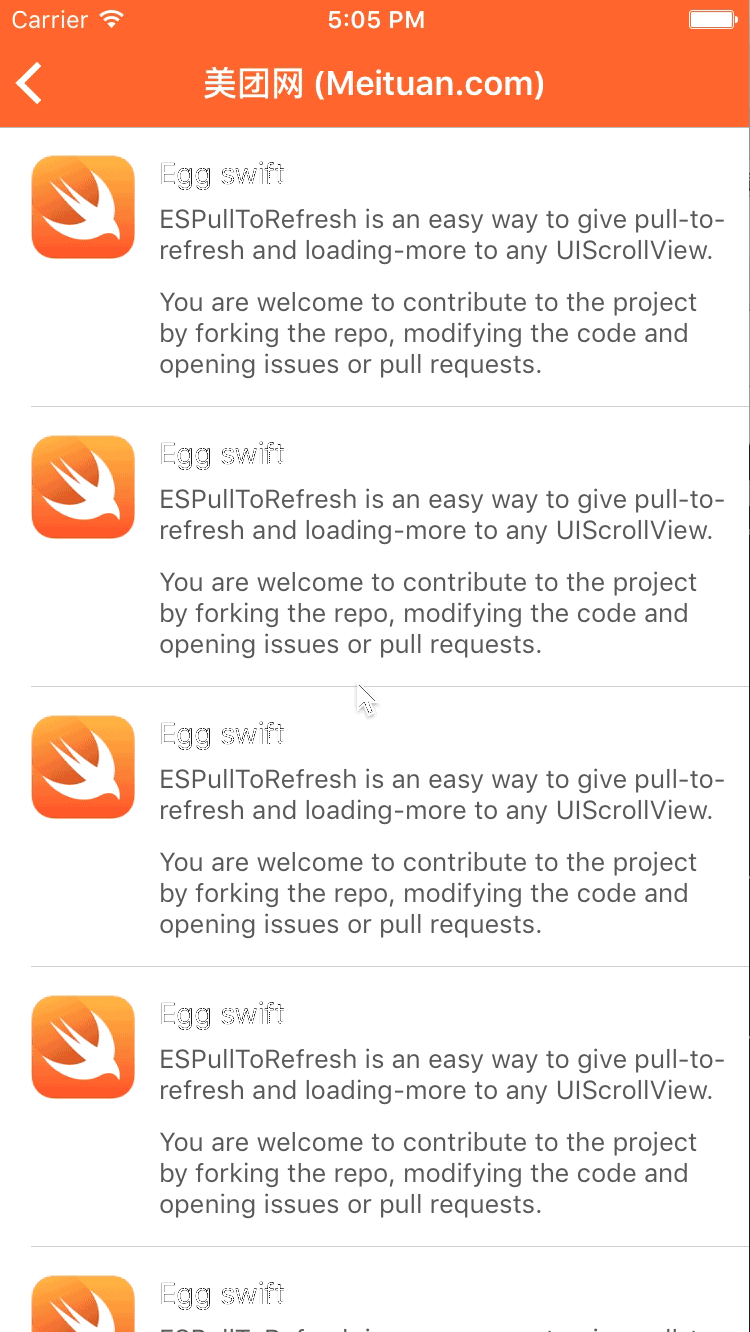 Carrier 5:05 PM
美团网 (Meituan.com)
Egg swift
ESPullToRefresh is an easy way to give pull-to-
refresh and loading-more to any UIScrollView.
You are welcome to contribute to the project
by forking the repo, modifying the code and
opening issues or pull requests.
Egg swift
ESPullToRefresh is an easy way to give pull-to-
refresh and loading-more to any UIScrollView.
You are welcome to contribute to the project
by forking the repo, modifying the code and
opening issues or pull requests.
Egg swift
ESPullToRefresh is an easy way to give pull-to-
refresh and loading-more to any UIScrollView.
You are welcome to contribute to the project
by forking the repo, modifying the code and
opening issues or pull requests.
Egg swift
ESPullToRefresh is an easy way to give pull-to-
refresh and loading-more to any UIScrollView.
You are welcome to contribute to the project
by forking the repo, modifying the code and
opening issues or pull requests.
Egg swift